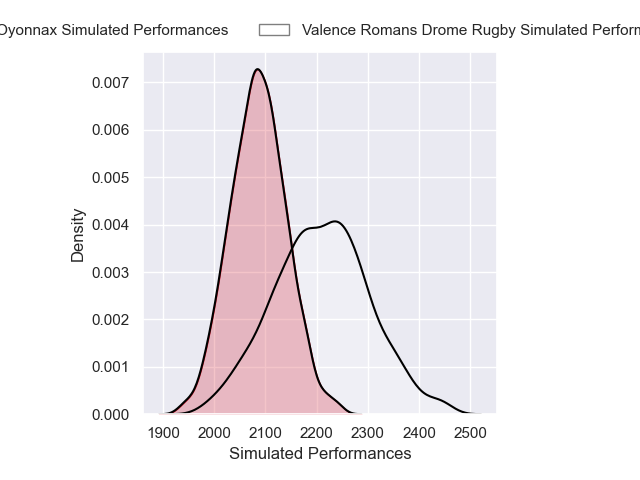 Oyonnax Simulated Performances
Valence Romans Drome Rugby Simulated
0.007
0.006
0.005
0.004
0.003
0.002
0.001
0.000
Density
1900 2000 2100 2200 2300 2400 2500
Simulated Performances